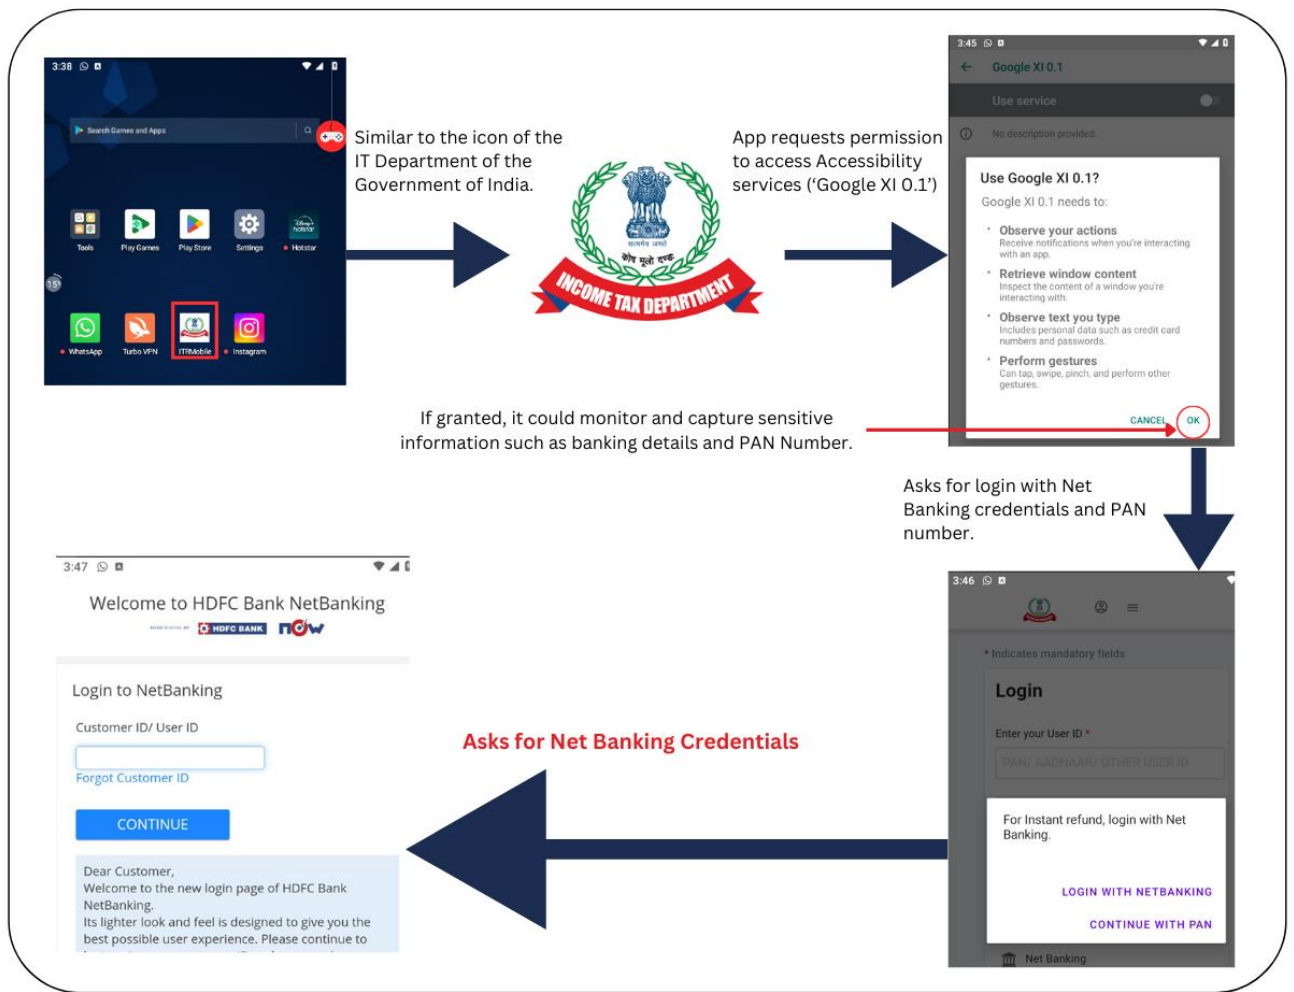 3:38
Search Games and Apps
Tools
Play Games
Play Store
Settings
Hotstar
Disney+
hotstar
15
WhatsApp
Turbo VPN
ITRMobile
Instagram
Similar to the icon of the
IT Department of the
Government of India.
सत्यमेव जयते
कोष मूलो दण्डः
INCOME TAX DEPARTMENT
App requests permission
to access Accessibility
services (‘Google XI 0.1’)
3:45
Google XI 0.1
Use service
No description provided.
Use Google XI 0.1?
Google XI 0.1 needs to:
• Observe your actions
Receive notifications when you're interacting
with an app.
• Retrieve window content
Inspect the content of a window you're
interacting with.
• Observe text you type
Includes personal data such as credit card
numbers and passwords.
• Perform gestures
Can tap, swipe, pinch, and perform other
gestures.
CANCEL
OK
If granted, it could monitor and capture sensitive
information such as banking details and PAN Number.
Asks for login with Net
Banking credentials and PAN
number.
3:46
* Indicates mandatory fields
Login
Enter your User ID *
PAN/ AADHAAR/ OTHER USER ID
For Instant refund, login with Net
Banking.
LOGIN WITH NETBANKING
CONTINUE WITH PAN
Net Banking
Asks for Net Banking Credentials
3:47
Welcome to HDFC Bank NetBanking
HDFC BANK
now
Login to NetBanking
Customer ID/ User ID
Forgot Customer ID
CONTINUE
Dear Customer,
Welcome to the new login page of HDFC Bank
NetBanking.
Its lighter look and feel is designed to give you the
best possible user experience. Please continue to